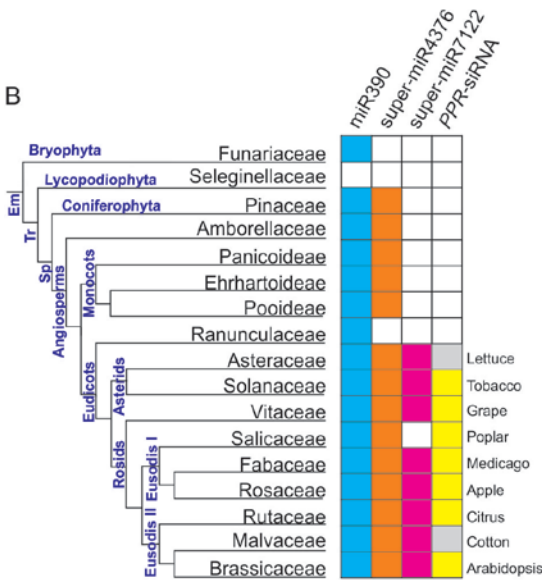 B
miR390
super-miR4376
super-miR7122
PPR-siRNA
Bryophyta
Funariaceae
Seleginellaceae
Lycopodiophyta
Em
Coniferophyta
Pinaceae
Tr
Amborellaceae
Sp
Panicoideae
Angiosperms
Monocots
Ehrhartoideae
Pooideae
Ranunculaceae
Eudicots
Asterids
Asteraceae
Lettuce
Solanaceae
Tobacco
Vitaceae
Grape
Rosids
Salicaceae
Poplar
Eusodis I
Fabaceae
Medicago
Rosaceae
Apple
Eusodis II
Rutaceae
Citrus
Malvaceae
Cotton
Brassicaceae
Arabidopsis